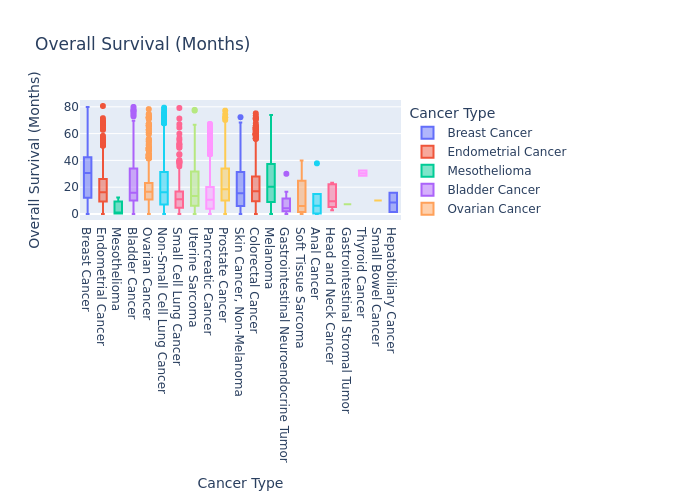 Overall Survival (Months)
Overall Survival (Months)
80
60
40
20
0
Breast Cancer
Endometrial Cancer
Mesothelioma
Bladder Cancer
Ovarian Cancer
Non-Small Cell Lung Cancer
Small Cell Lung Cancer
Uterine Sarcoma
Pancreatic Cancer
Prostate Cancer
Skin Cancer, Non-Melanoma
Colorectal Cancer
Melanoma
Gastrointestinal Neuroendocrine Tumor
Soft Tissue Sarcoma
Anal Cancer
Head and Neck Cancer
Gastrointestinal Stromal Tumor
Thyroid Cancer
Small Bowel Cancer
Hepatobiliary Cancer
Cancer Type
Cancer Type
Breast Cancer
Endometrial Cancer
Mesothelioma
Bladder Cancer
Ovarian Cancer